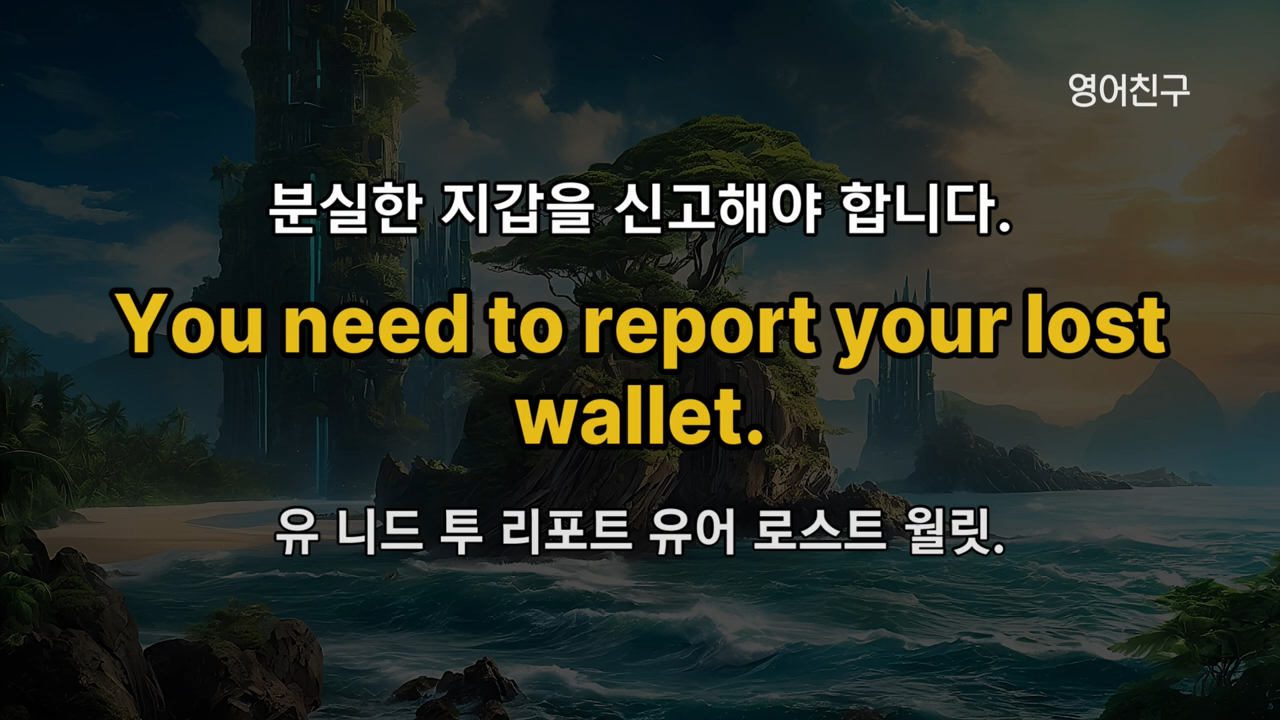 영어친구
분실한 지갑을 신고해야 합니다.
You need to report your lost
wallet.
유 니드 투 리포트 유어 로스트 월릿.